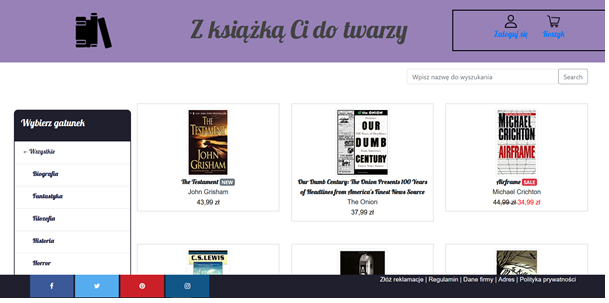 Z książką Ci do twarzy
Zaloguj się
Koszyk
Wpisz nazwę do wyszukania
Search
Wybierz gatunek
← Wszystkie
Biografia
Fantastyka
Filozofia
Historia
Horror
THE TESTAMENT
JOHN GRISHAM
The Testament NEW
John Grisham
43,99 zł
OUR DUMB CENTURY
Our Dumb Century: The Onion Presents 100 Years
of Headlines from America's Finest News Source
The Onion
37,99 zł
MICHAEL CRICHTON
AIRFRAME
Airframe SALE
Michael Crichton
44,99 zł 34,99 zł
C.S. LEWIS
Złóż reklamacje | Regulamin | Dane firmy | Adres | Polityka prywatności